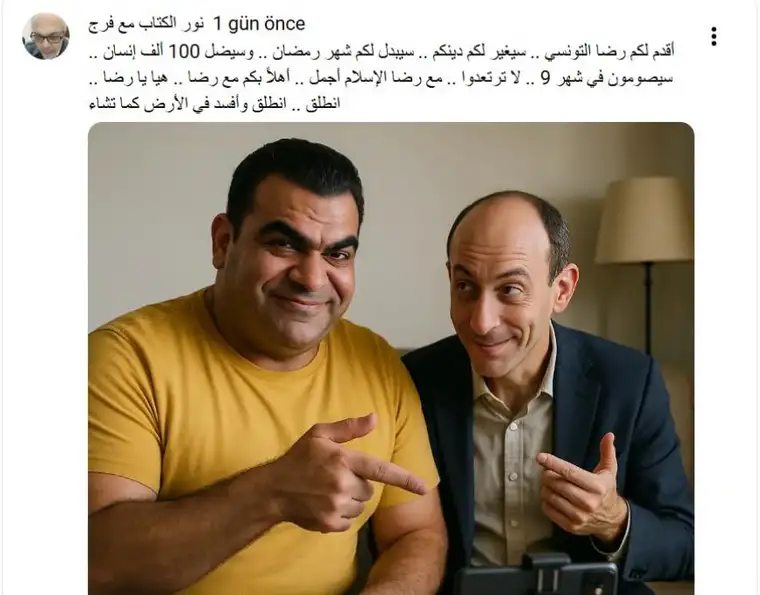 نور الكتاب مع فرج 1 gün önce
أقدم لكم رضا التونسي .. سيغير لكم دينكم .. سيبدل لكم شهر رمضان .. وسيضل 100 ألف إنسان ..
سيصومون في شهر 9 .. لا ترتعدوا .. مع رضا الإسلام أجمل .. أهلاً بكم مع رضا .. هيا يا رضا ..
انطلق .. انطلق وأفسد في الأرض كما تشاء